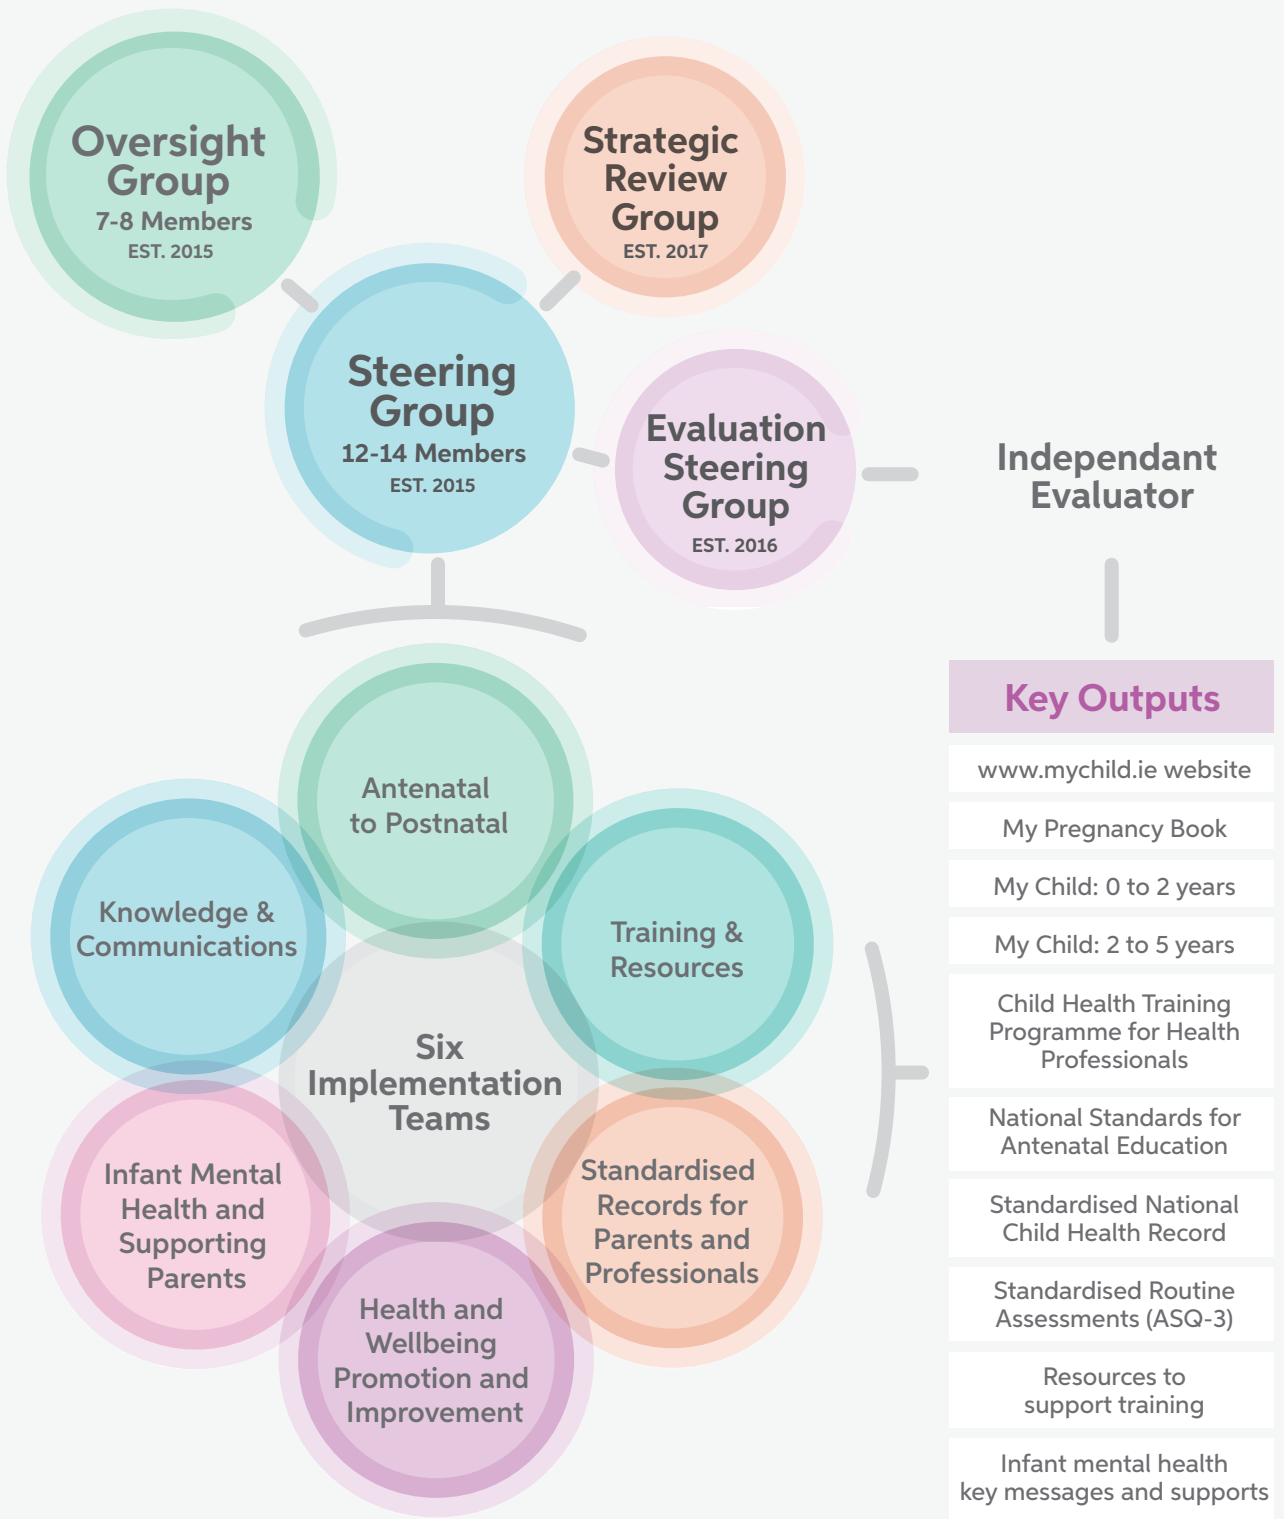 Oversight
Group
7-8 Members
EST. 2015
Strategic
Review
Group
EST. 2017
Steering
Group
12-14 Members
EST. 2015
Evaluation
Steering
Group
EST. 2016
Independant
Evaluator
Antenatal
to Postnatal
Knowledge &
Communications
Training &
Resources
Six
Implementation
Teams
Infant Mental
Health and
Supporting
Parents
Standardised
Records for
Parents and
Professionals
Health and
Wellbeing
Promotion and
Improvement
Key Outputs
www.mychild.ie website
My Pregnancy Book
My Child: 0 to 2 years
My Child: 2 to 5 years
Child Health Training
Programme for Health
Professionals
National Standards for
Antenatal Education
Standardised National
Child Health Record
Standardised Routine
Assessments (ASQ-3)
Resources to
support training
Infant mental health
key messages and supports